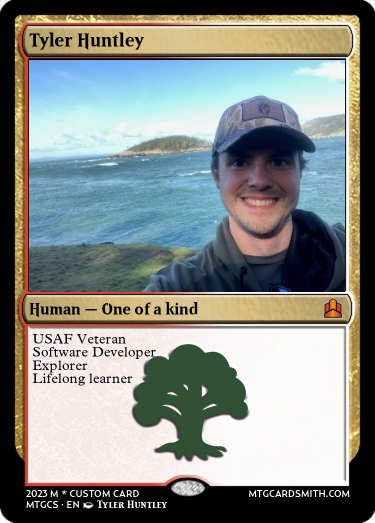 Tyler Huntley
Human — One of a kind
USAF Veteran
Software Developer
Explorer
Lifelong learner
2023 M * CUSTOM CARD
MTGCS · EN Tyler Huntley
MTGCARDSMITH.COM